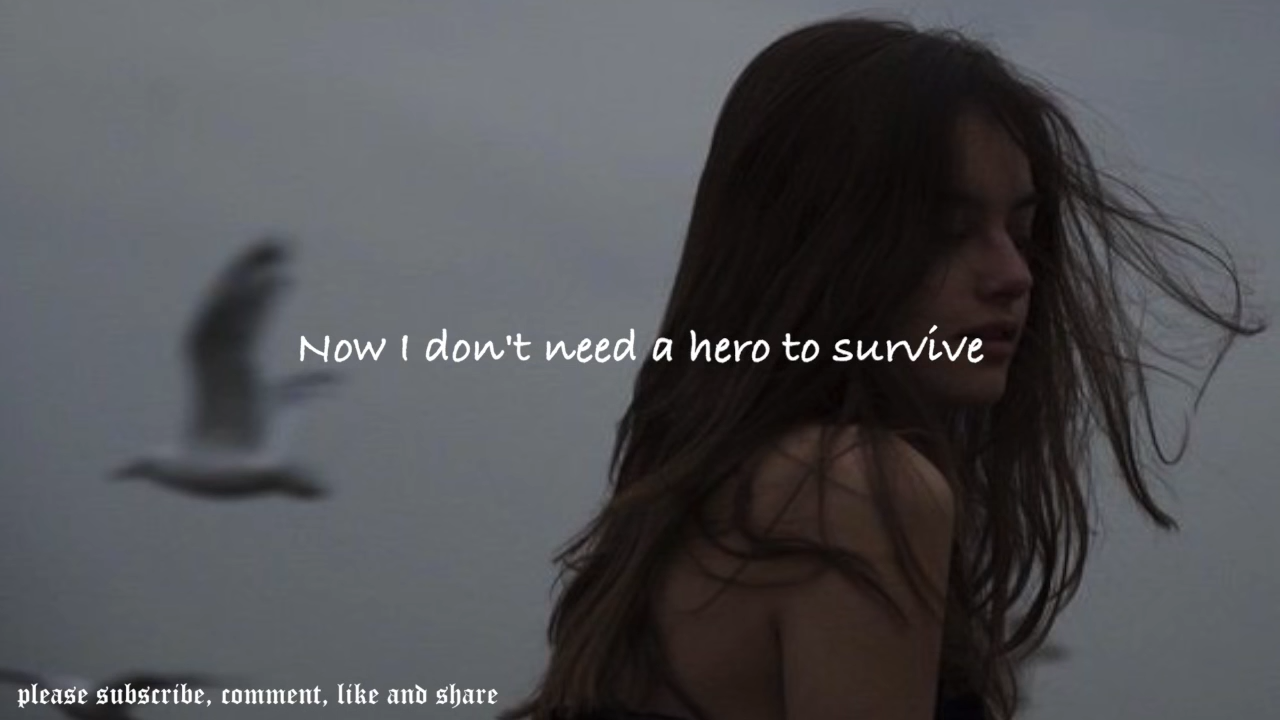 Now I don't need a hero to survive
please subscribe, comment, like and share